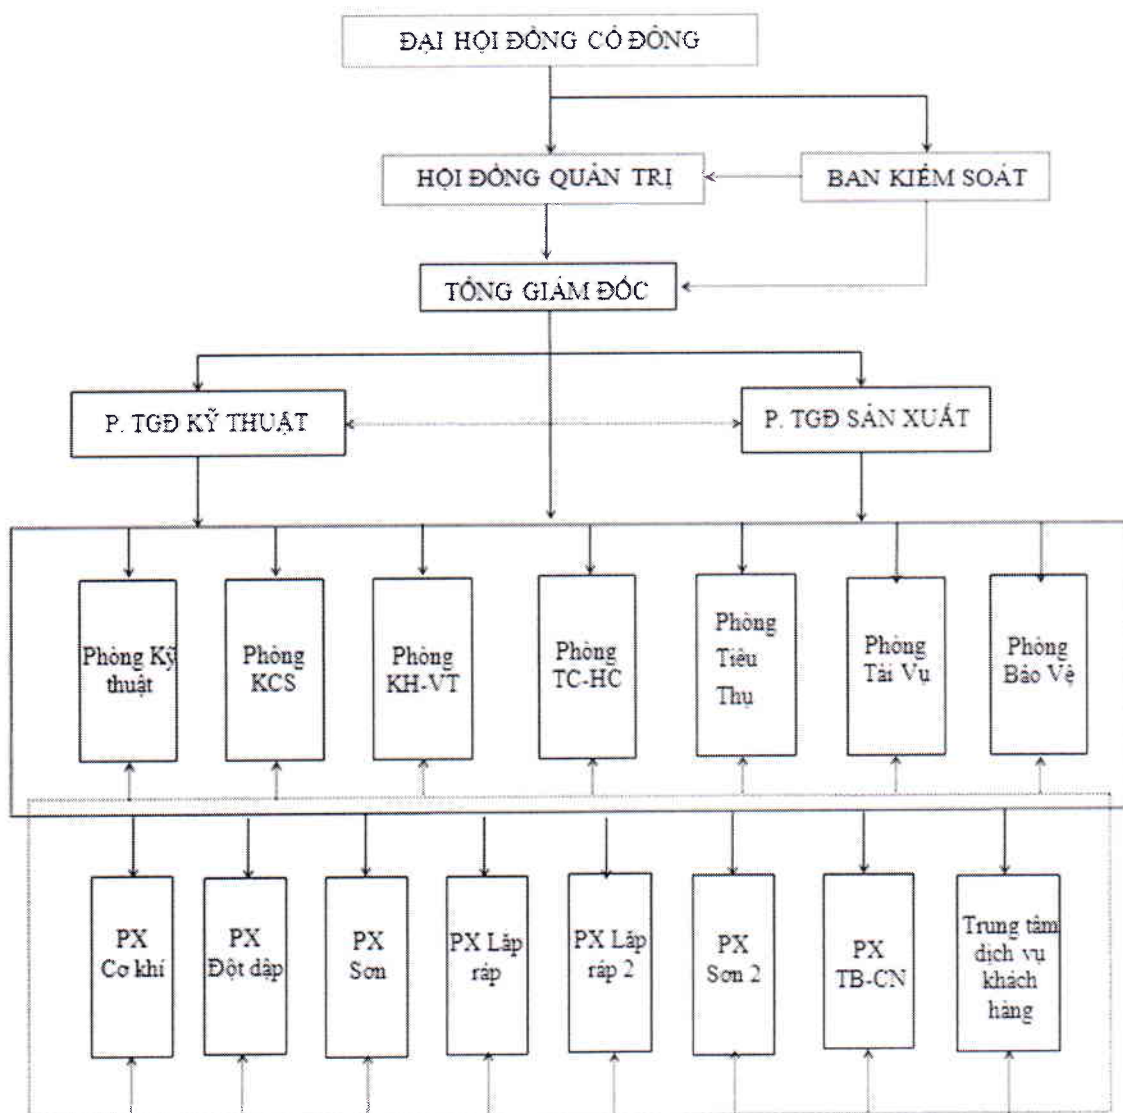 ĐẠI HỘI ĐỒNG CỔ ĐÔNG
HỘI ĐỒNG QUẢN TRỊ
BAN KIỂM SOÁT
TỔNG GIÁM ĐỐC
P. TGĐ KỸ THUẬT
P. TGĐ SẢN XUẤT
Phòng Kỹ
thuật
Phòng
KCS
Phòng
KH-VT
Phòng
TC-HC
Phòng
Tiêu
Thụ
Phòng
Tài Vụ
Phòng
Bảo Vệ
PX
Cơ khí
PX
Đột dập
PX
Sơn
PX Lắp
ráp
PX Lắp
ráp 2
PX
Sơn 2
PX
TB-CN
Trung tâm
dịch vụ
khách
hàng